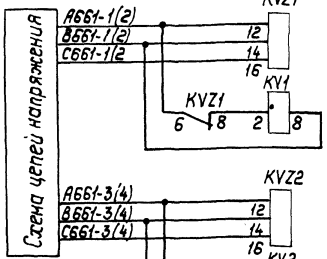 KVZ1
A661-1(2)
B661-1(2)
C661-1(2
12
14
16
KVZ1
KV1
6
8
2
8
Схема цепей напряжения
KVZ2
A661-3(4)
B661-3(4)
C661-3(4)
12
14
16